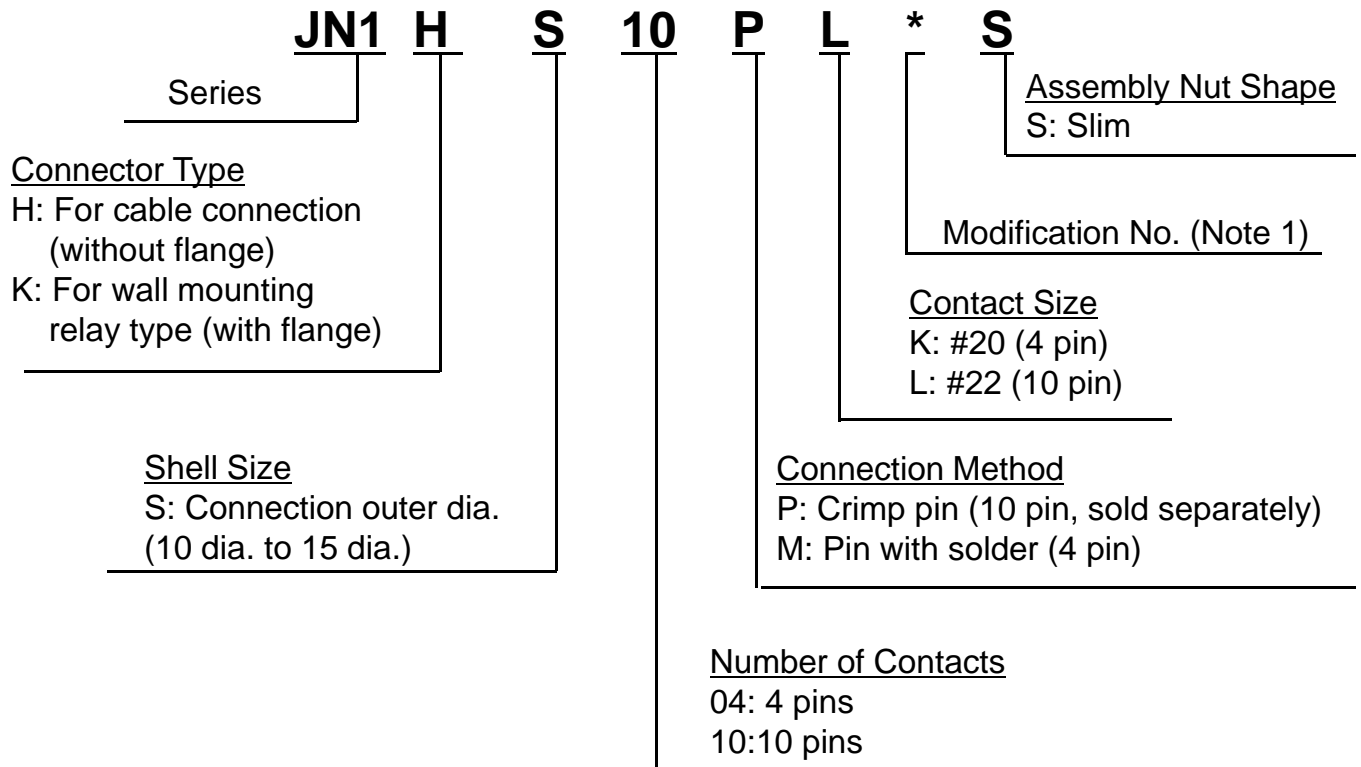 JN1 H S 10 P L * S
Series
Assembly Nut Shape
S: Slim
Connector Type
H: For cable connection
(without flange)
K: For wall mounting
relay type (with flange)
Modification No. (Note 1)
Contact Size
K: #20 (4 pin)
L: #22 (10 pin)
Shell Size
S: Connection outer dia.
(10 dia. to 15 dia.)
Connection Method
P: Crimp pin (10 pin, sold separately)
M: Pin with solder (4 pin)
Number of Contacts
04: 4 pins
10:10 pins